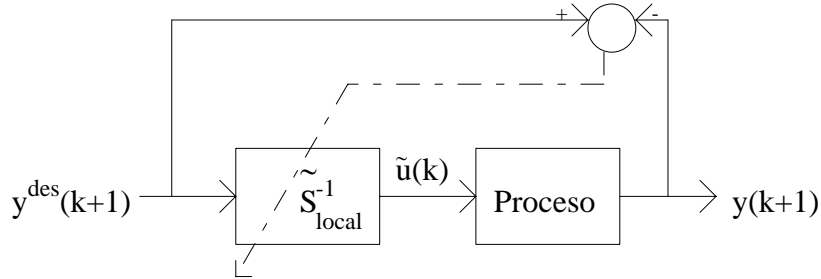 + -
y^des(k+1) S̃^-1_local ũ(k) Proceso y(k+1)